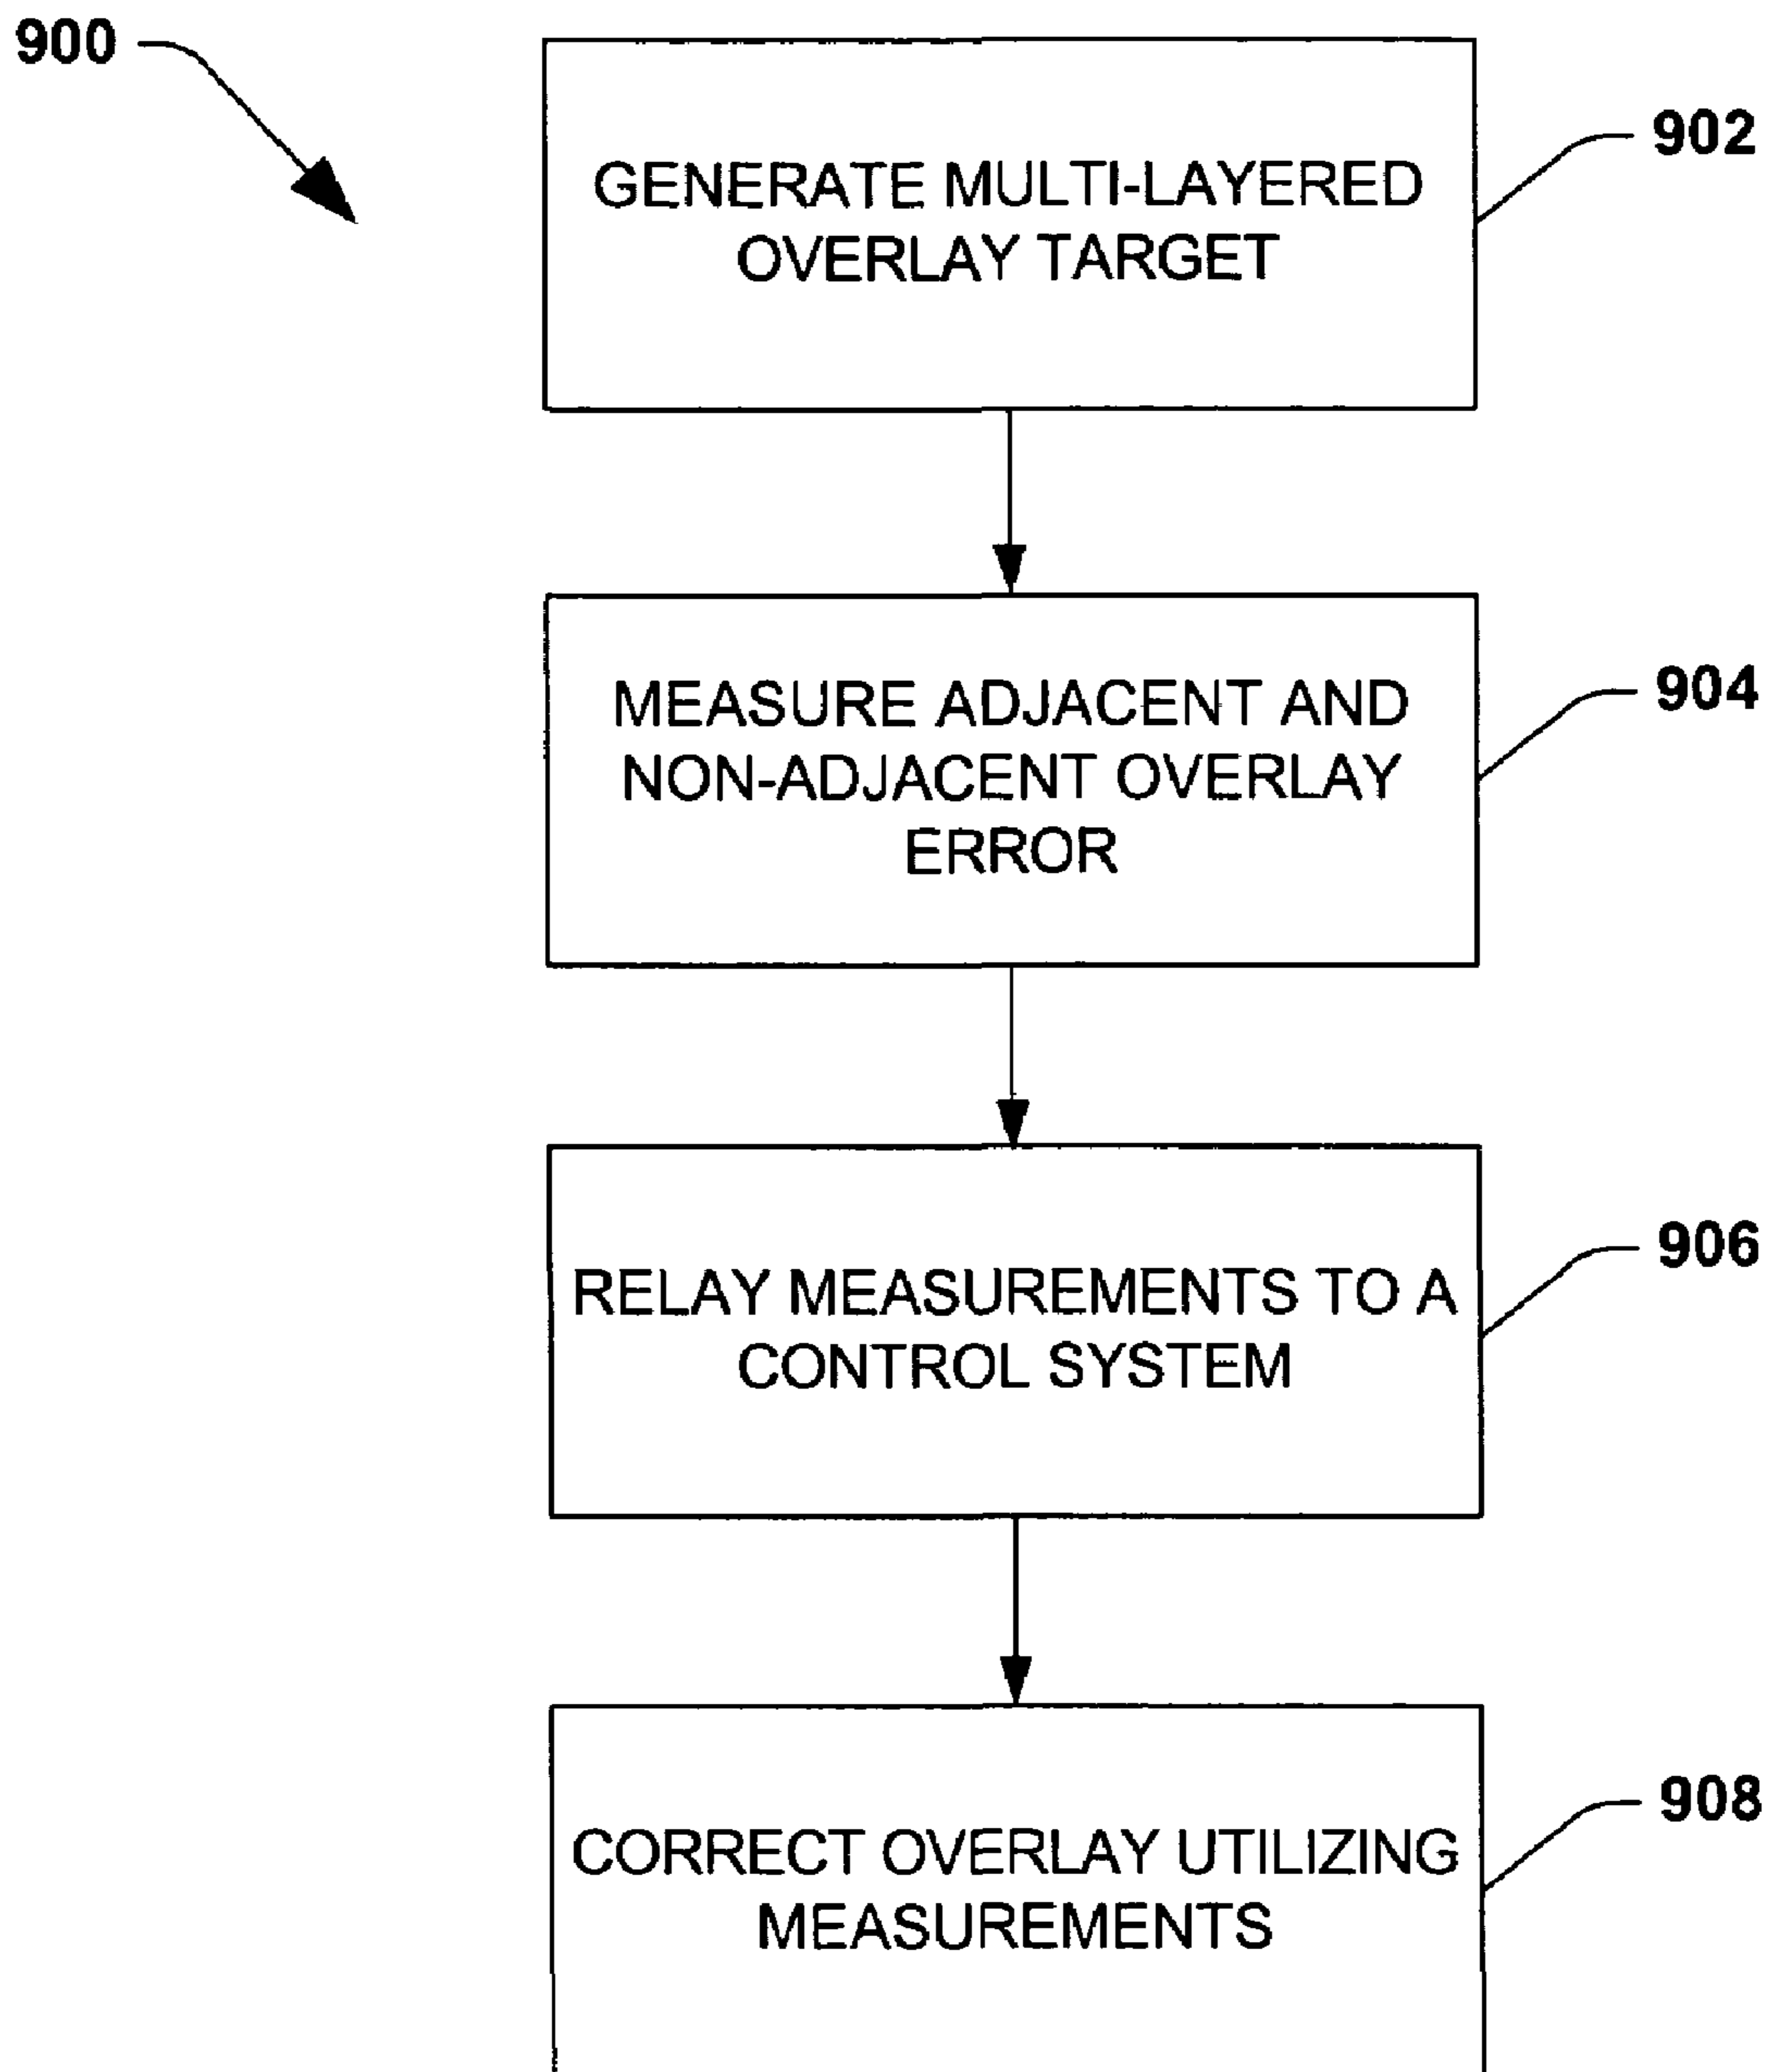 900
GENERATE MULTI-LAYERED
OVERLAY TARGET
902
MEASURE ADJACENT AND
NON-ADJACENT OVERLAY
ERROR
904
RELAY MEASUREMENTS TO A
CONTROL SYSTEM
906
CORRECT OVERLAY UTILIZING
MEASUREMENTS
908